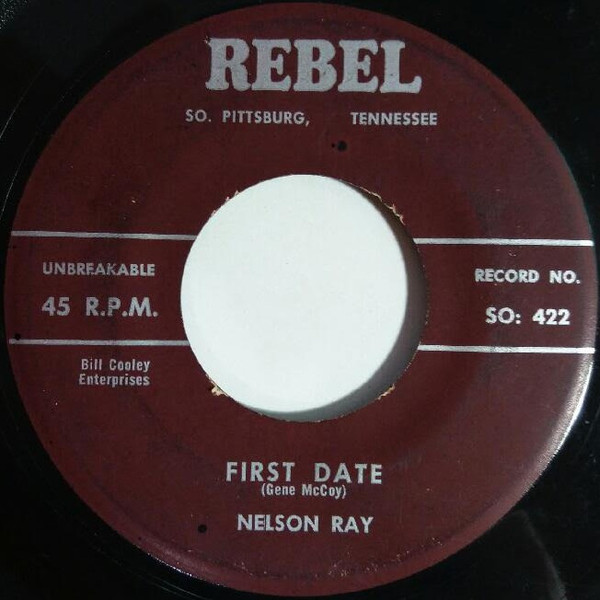 REBEL
SO. PITTSBURG, TENNESSEE
UNBREAKABLE
45 R.P.M.
Bill Cooley
Enterprises
RECORD NO.
SO: 422
FIRST DATE
(Gene McCoy)
NELSON RAY